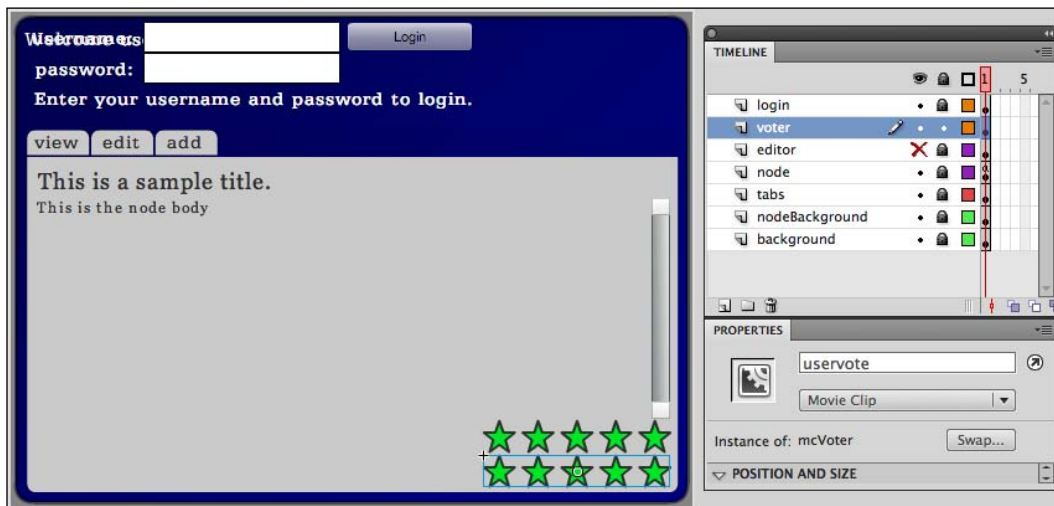 Username:
Login
password:
Enter your username and password to login.
view edit add
This is a sample title.
This is the node body
TIMELINE
1 5
login
voter
editor
node
tabs
nodeBackground
background
PROPERTIES
uservote
Movie Clip
Instance of: mcVoter
Swap...
POSITION AND SIZE